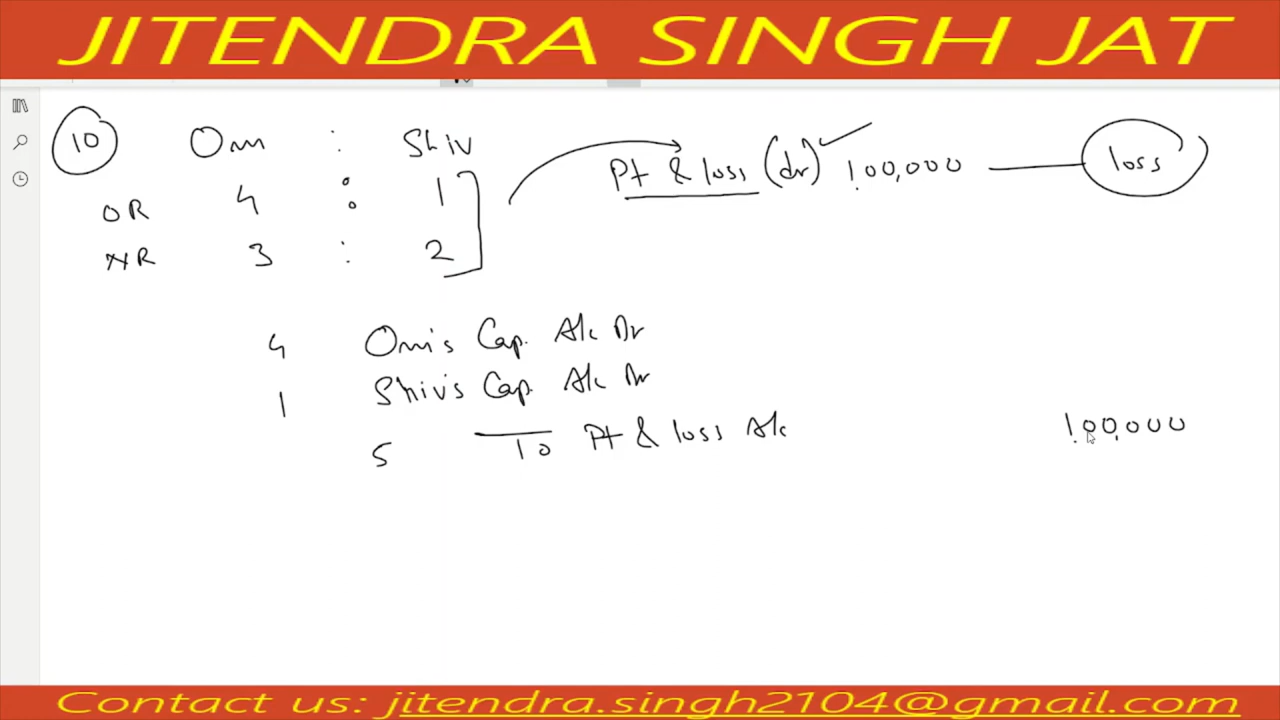 JITENDRA SINGH JAT
10 Om : Shiv Pt & loss (dr) 1,00,000 loss
OR 4 : 1
NR 3 : 2
4 Om's Cap. A/c Dr
1 Shiv's Cap. A/c Dr
5 To Pt & loss A/c 1,00,000
Contact us: jitendra.singh2104@gmail.com